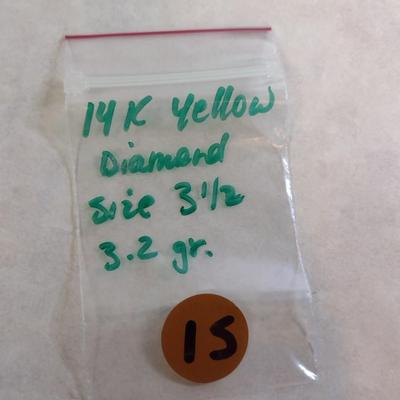 14K Yellow
Diamond
Size 3 1/2
3.2 gr.
15